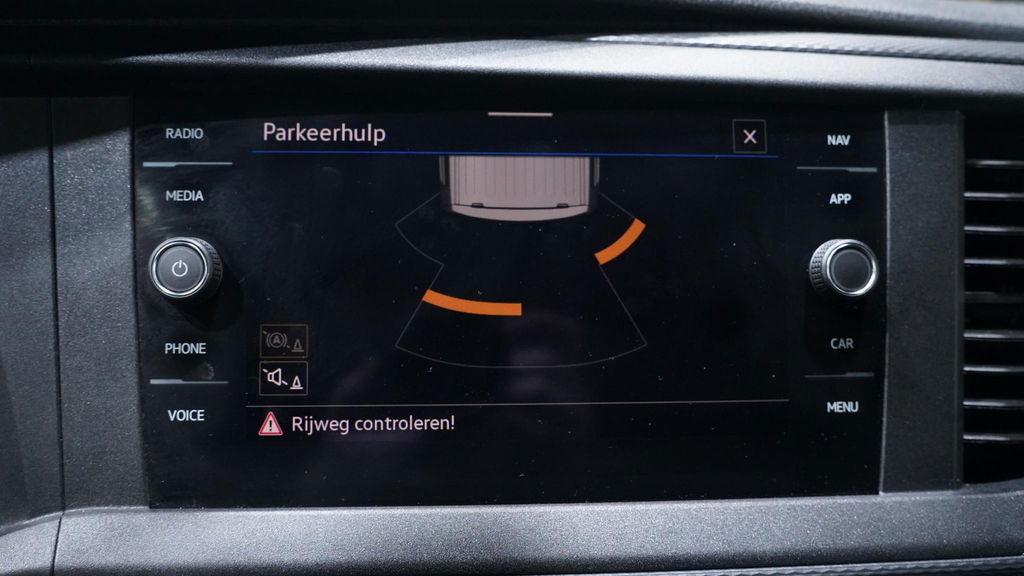 RADIO
MEDIA
PHONE
VOICE
Parkeerhulp
Rijweg controleren!
NAV
APP
CAR
MENU